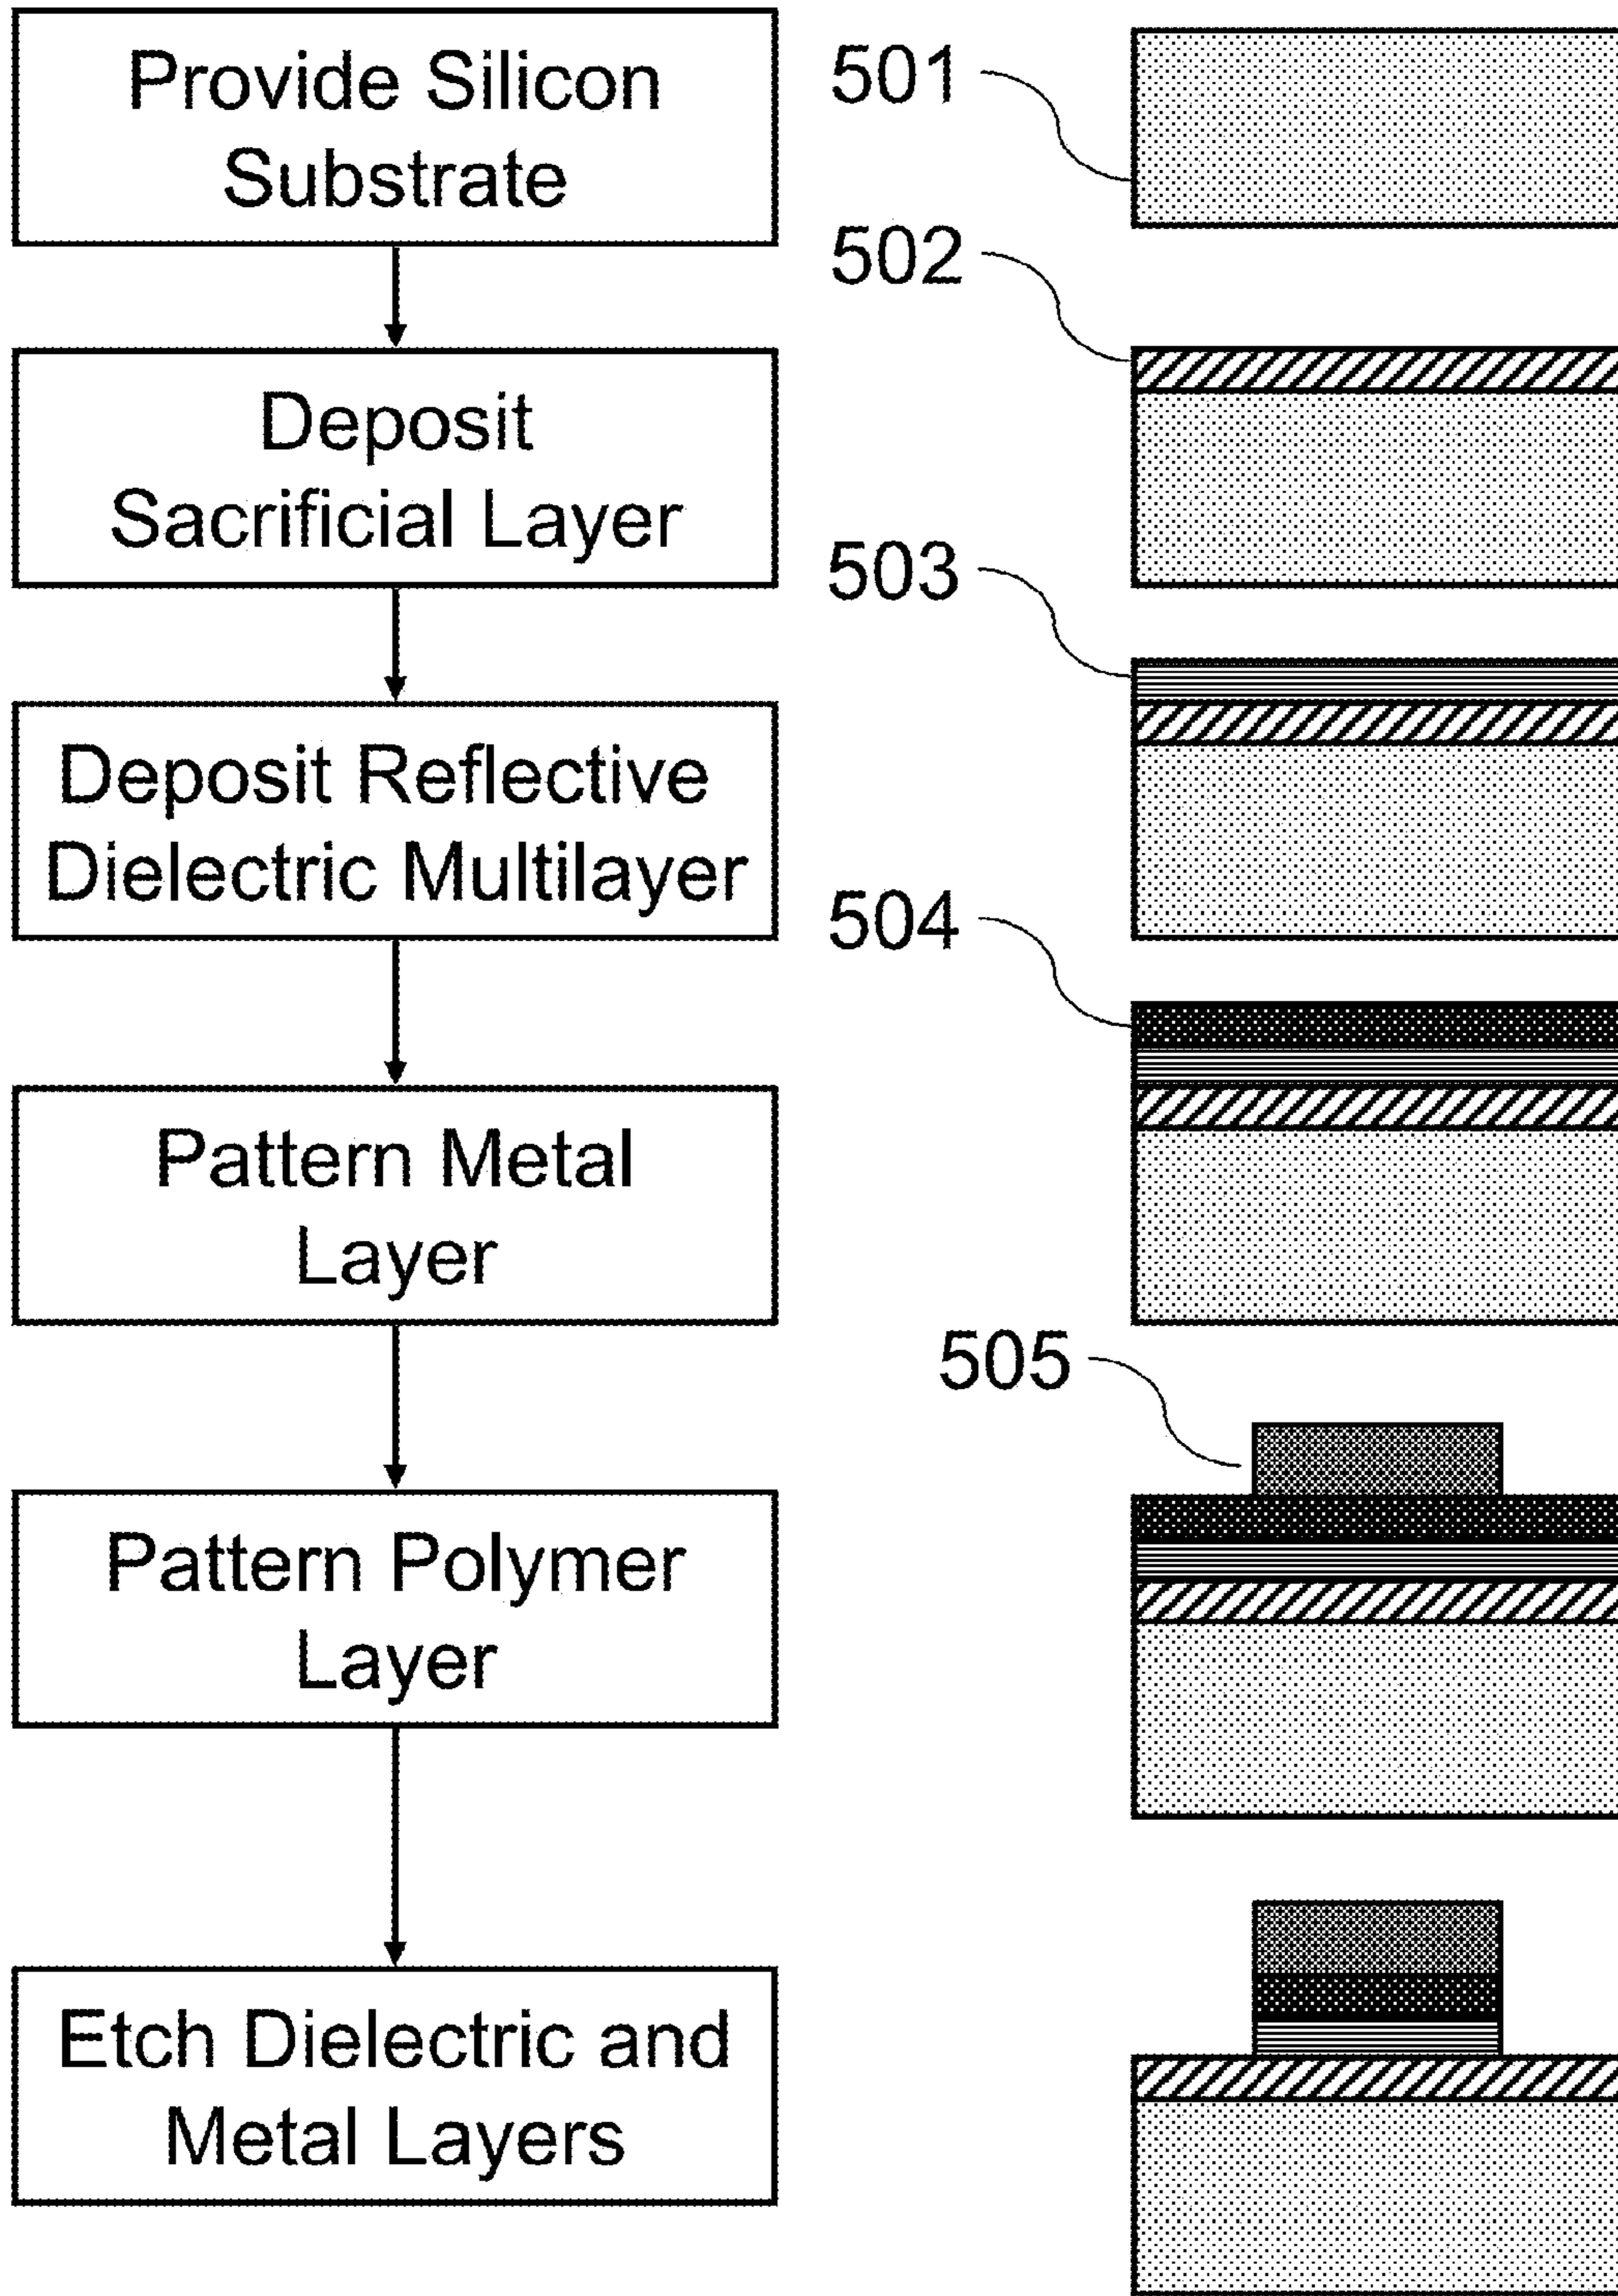 Provide Silicon
Substrate
501
502
Deposit
Sacrificial Layer
503
Deposit Reflective
Dielectric Multilayer
504
Pattern Metal
Layer
505
Pattern Polymer
Layer
Etch Dielectric and
Metal Layers